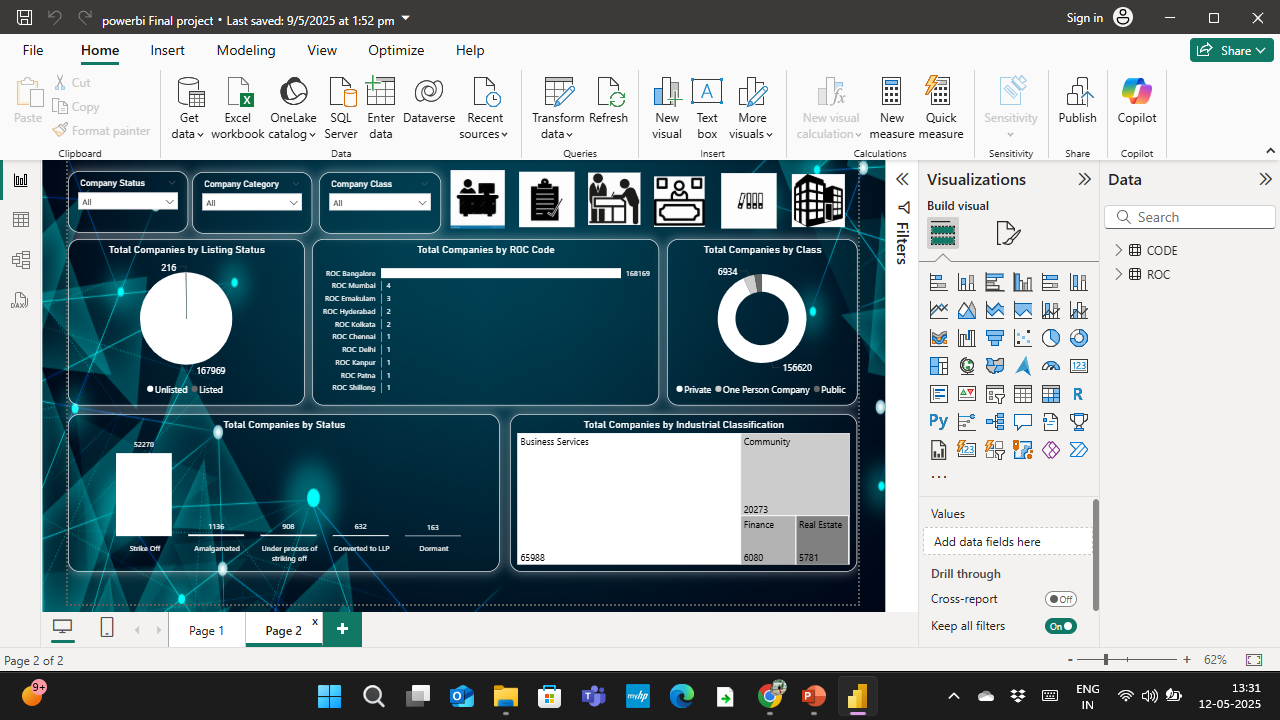 powerbi Final project • Last saved: 9/5/2025 at 1:52 pm
Sign in
File Home Insert Modeling View Optimize Help
Share
Paste
Cut
Copy
Format painter
Clipboard
Get data
Excel workbook
OneLake catalog
SQL Server
Enter data
Dataverse
Recent sources
Data
Transform data
Refresh
Queries
New visual
Text box
More visuals
Insert
New visual calculation
New measure
Quick measure
Calculations
Sensitivity
Sensitivity
Publish
Share
Copilot
Copilot
Company Status
All
Company Category
All
Company Class
All
Total Companies by Listing Status
216
167969
Unlisted Listed
Total Companies by ROC Code
ROC Bangalore 168169
ROC Mumbai 4
ROC Ernakulam 3
ROC Hyderabad 2
ROC Kolkata 2
ROC Chennai 1
ROC Delhi 1
ROC Kanpur 1
ROC Patna 1
ROC Shillong 1
Total Companies by Class
6934
156620
Private One Person Company Public
Total Companies by Status
52270
1136
908
632
163
Strike Off
Amalgamated
Under process of striking off
Converted to LLP
Dormant
Total Companies by Industrial Classification
Business Services
65988
Community
20273
Finance
6080
Real Estate
5781
Filters
Visualizations
Build visual
Values
Add data fields here
Drill through
Cross-report Off
Keep all filters On
Data
Search
CODE
ROC
Page 1
Page 2 x
+
Page 2 of 2
- + 62%
9+
myhp
ENG IN
13:31
12-05-2025